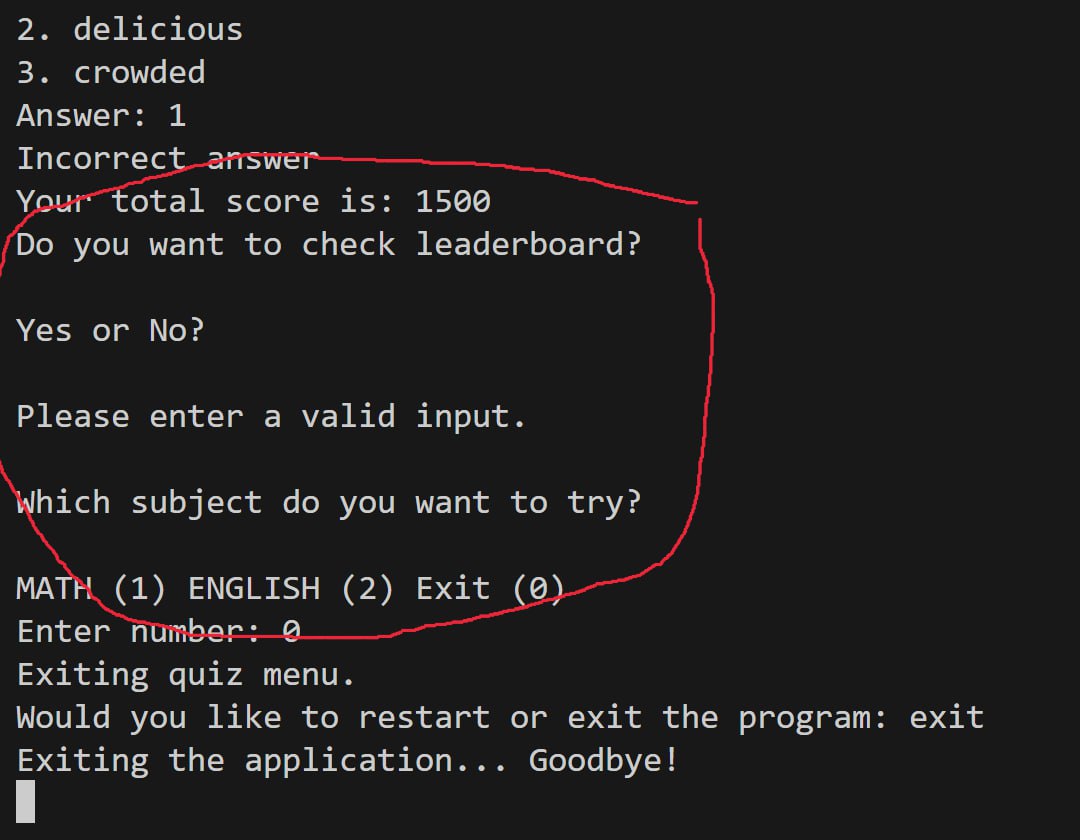 2. delicious
3. crowded
Answer: 1
Incorrect answer
Your total score is: 1500
Do you want to check leaderboard?
Yes or No?
Please enter a valid input.
Which subject do you want to try?
MATH (1) ENGLISH (2) Exit (0)
Enter number: 0
Exiting quiz menu.
Would you like to restart or exit the program: exit
Exiting the application... Goodbye!